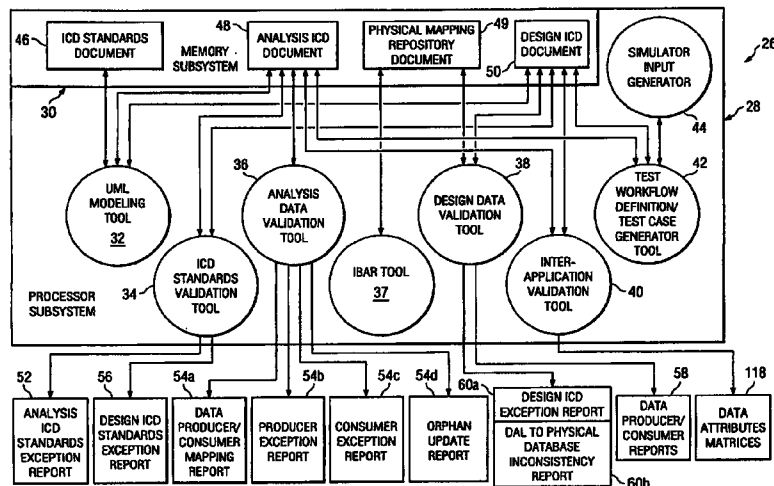 46
ICD STANDARDS
DOCUMENT
48
ANALYSIS ICD
DOCUMENT
MEMORY
SUBSYSTEM
PHYSICAL MAPPING
REPOSITORY
DOCUMENT
49
DESIGN ICD
DOCUMENT
50
SIMULATOR
INPUT
GENERATOR
44
26
28
30
UML
MODELING
TOOL
32
36
ANALYSIS
DATA
VALIDATION
TOOL
38
DESIGN DATA
VALIDATION
TOOL
42
TEST
WORKFLOW
DEFINITION/
TEST CASE
GENERATOR
TOOL
ICD
STANDARDS
VALIDATION
TOOL
34
IBAR TOOL
37
INTER-
APPLICATION
VALIDATION
TOOL
40
PROCESSOR
SUBSYSTEM
52
ANALYSIS
ICD
STANDARDS
EXCEPTION
REPORT
56
DESIGN ICD
STANDARDS
EXCEPTION
REPORT
54a
DATA
PRODUCER/
CONSUMER
MAPPING
REPORT
54b
PRODUCER
EXCEPTION
REPORT
54c
CONSUMER
EXCEPTION
REPORT
54d
ORPHAN
UPDATE
REPORT
60a
DESIGN ICD
EXCEPTION REPORT
DAL TO PHYSICAL
DATABASE
INCONSISTENCY
REPORT
60b
58
DATA
PRODUCER/
CONSUMER
REPORTS
118
DATA
ATTRIBUTES
MATRICES